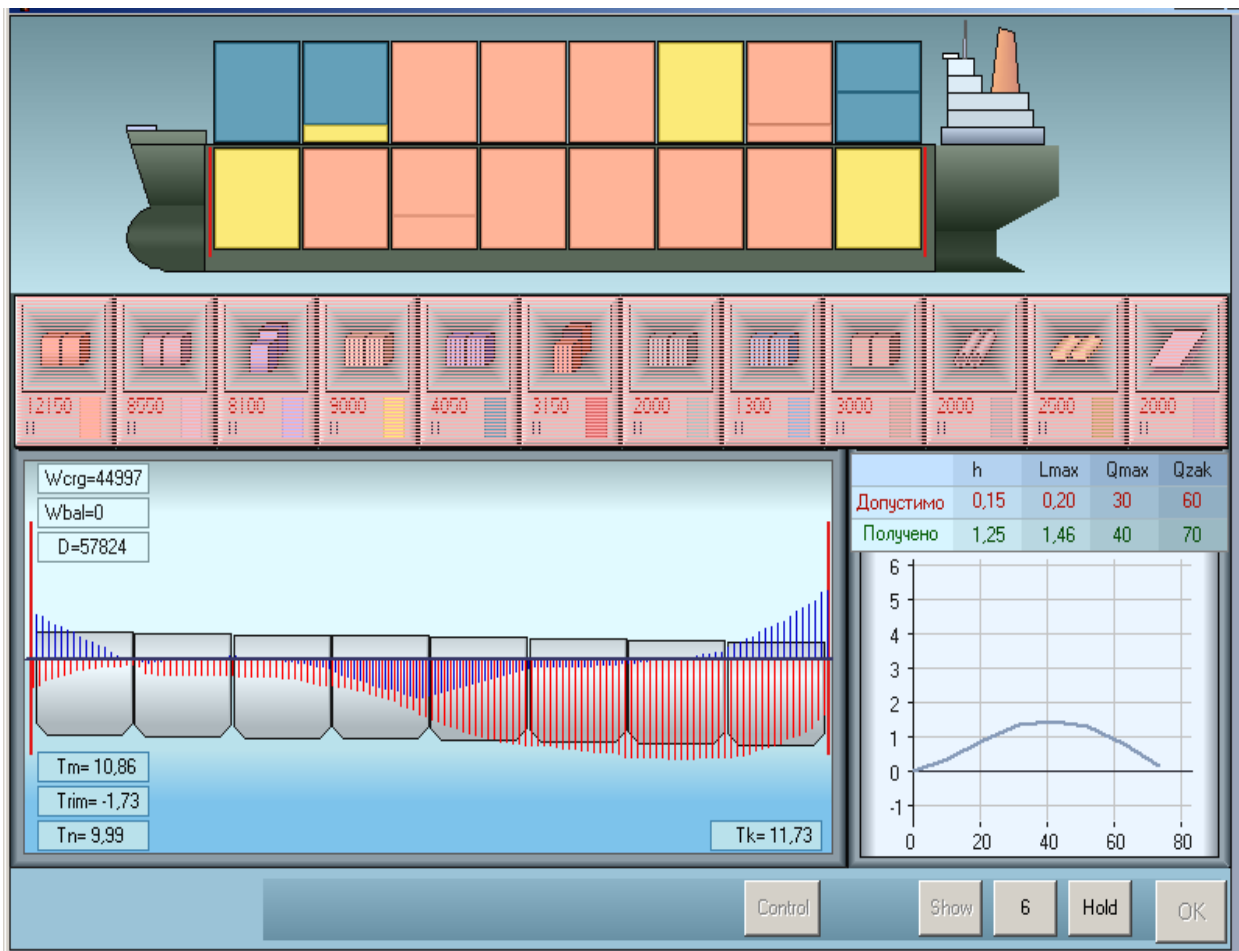 12150 8550 8100 9000 4050 3150 2000 1300 3000 2000 2500 2000
Wcrg=44997
Wbal=0
D=57824
Tm= 10,86
Trim= -1,73
Tn= 9,99
Tk= 11,73
h Lmax Qmax Qzak
Допустимо 0,15 0,20 30 60
Получено 1,25 1,46 40 70
6
5
4
3
2
1
0
-1
0 20 40 60 80
Control Show 6 Hold OK